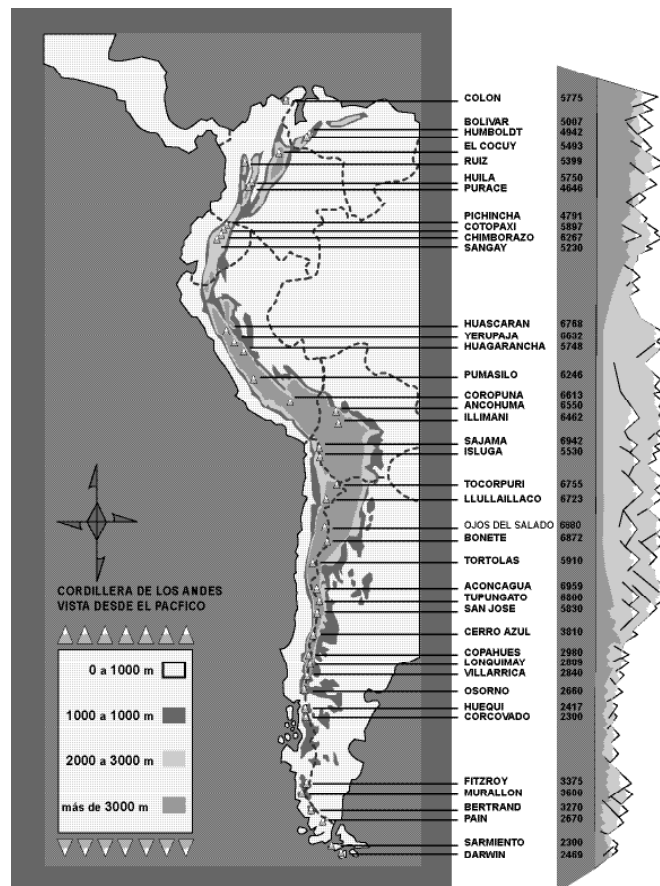 COLON 5775
BOLIVAR 5007
HUMBOLDT 4942
EL COCUY 5493
RUIZ 5399
HUILA 5750
PURACE 4646
PICHINCHA 4791
COTOPAXI 5897
CHIMBORAZO 6267
SANGAY 5230
HUASCARAN 6768
YERUPAJA 6632
HUAGARANCHA 5748
PUMASILO 6246
COROPUNA 6613
ANCOHUMA 6550
ILLIMANI 6462
SAJAMA 6942
ISLUGA 5530
TOCORPURI 6755
LLULLAILLACO 6723
OJOS DEL SALADO 6880
BONETE 6872
TORTOLAS 5910
ACONCAGUA 6959
TUPUNGATO 6800
SAN JOSE 5830
CERRO AZUL 3810
COPAHUES 2980
LONQUIMAY 2809
VILLARRICA 2840
OSORNO 2660
HUEQUI 2417
CORCOVADO 2300
FITZROY 3375
MURALLON 3600
BERTRAND 3270
PAIN 2670
SARMIENTO 2300
DARWIN 2469
CORDILLERA DE LOS ANDES
VISTA DESDE EL PACFICO
0 a 1000 m
1000 a 1000 m
2000 a 3000 m
más de 3000 m